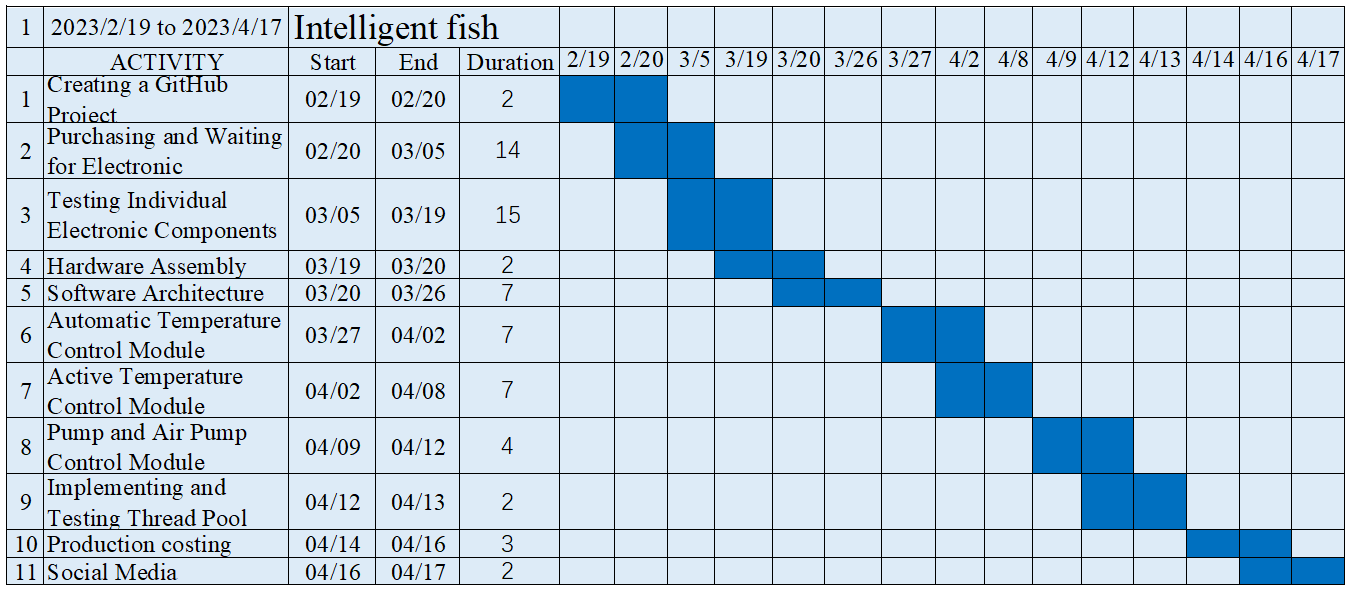 1 2023/2/19 to 2023/4/17 Intelligent fish
ACTIVITY Start End Duration 2/19 2/20 3/5 3/19 3/20 3/26 3/27 4/2 4/8 4/9 4/12 4/13 4/14 4/16 4/17
1 Creating a GitHub
Project 02/19 02/20 2
2 Purchasing and Waiting
for Electronic 02/20 03/05 14
3 Testing Individual
Electronic Components 03/05 03/19 15
4 Hardware Assembly 03/19 03/20 2
5 Software Architecture 03/20 03/26 7
6 Automatic Temperature
Control Module 03/27 04/02 7
7 Active Temperature
Control Module 04/02 04/08 7
8 Pump and Air Pump
Control Module 04/09 04/12 4
9 Implementing and
Testing Thread Pool 04/12 04/13 2
10 Production costing 04/14 04/16 3
11 Social Media 04/16 04/17 2